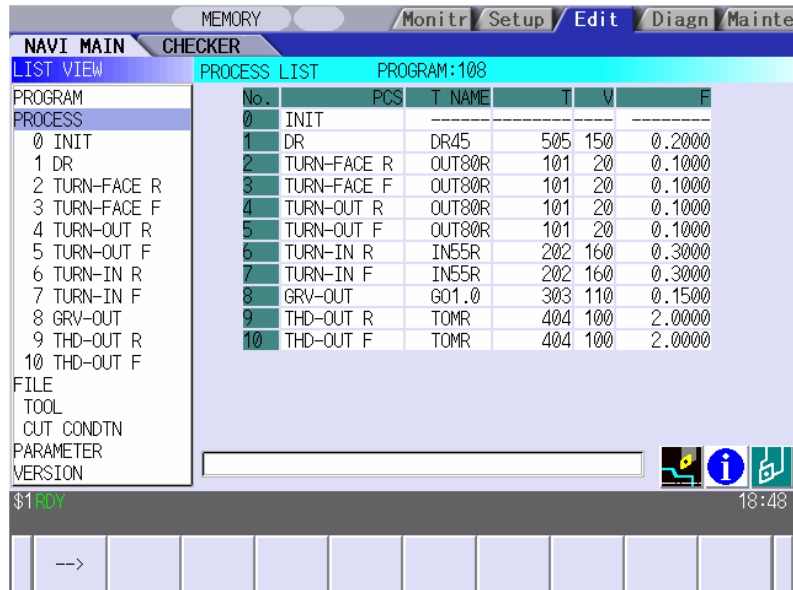 MEMORY Monitr Setup Edit Diagn Mainte
NAVI MAIN CHECKER
LIST VIEW
PROGRAM
PROCESS
0 INIT
1 DR
2 TURN-FACE R
3 TURN-FACE F
4 TURN-OUT R
5 TURN-OUT F
6 TURN-IN R
7 TURN-IN F
8 GRV-OUT
9 THD-OUT R
10 THD-OUT F
FILE
TOOL
CUT CONDTN
PARAMETER
VERSION
PROCESS LIST PROGRAM:108
No. PCS T NAME T V F
0 INIT ------ -------- ---- --------
1 DR DR45 505 150 0.2000
2 TURN-FACE R OUT80R 101 20 0.1000
3 TURN-FACE F OUT80R 101 20 0.1000
4 TURN-OUT R OUT80R 101 20 0.1000
5 TURN-OUT F OUT80R 101 20 0.1000
6 TURN-IN R IN55R 202 160 0.3000
7 TURN-IN F IN55R 202 160 0.3000
8 GRV-OUT GO1.0 303 110 0.1500
9 THD-OUT R TOMR 404 100 2.0000
10 THD-OUT F TOMR 404 100 2.0000
i
$1 RDY 18:48
-->